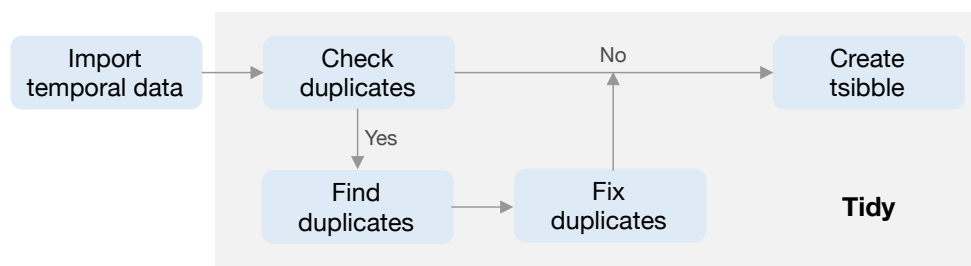 Import
temporal data
Check
duplicates
No
Create
tsibble
Yes
Find
duplicates
Fix
duplicates
Tidy